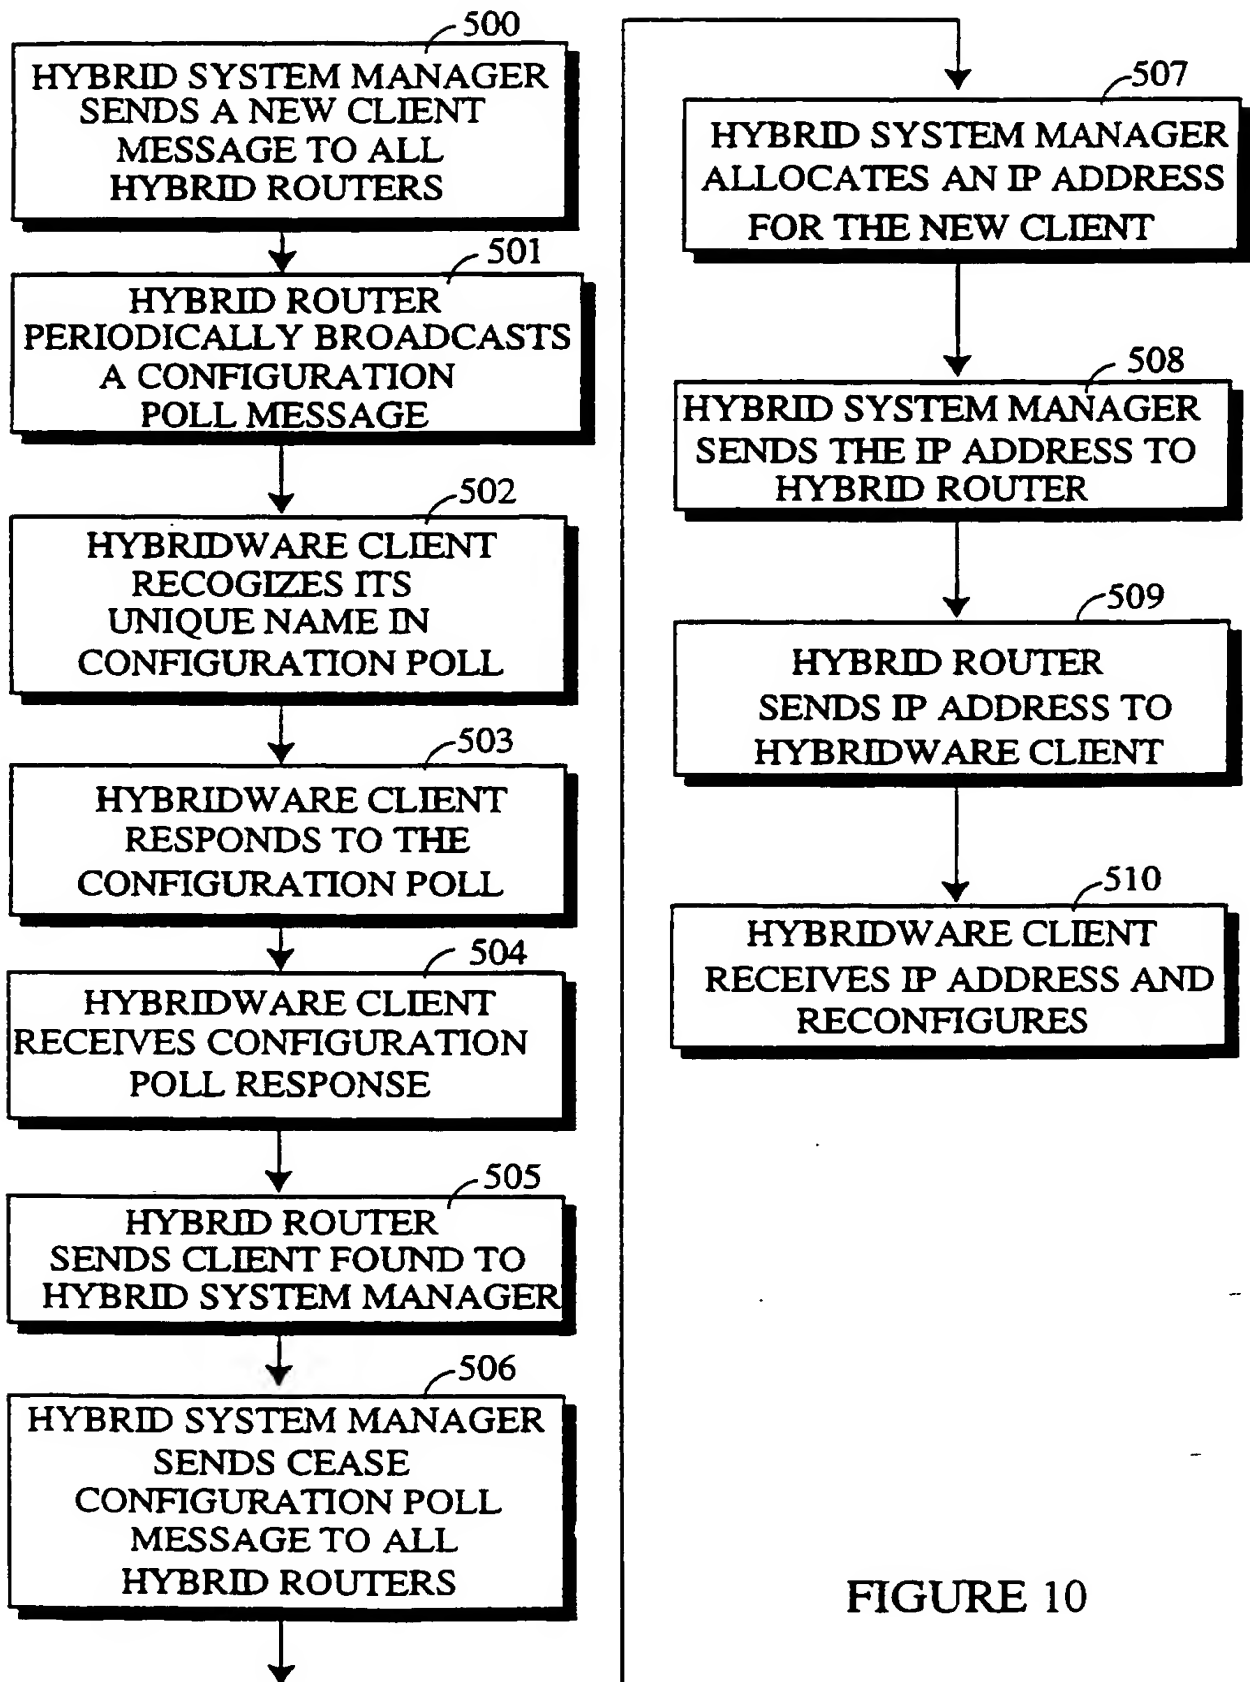 500
HYBRID SYSTEM MANAGER
SENDS A NEW CLIENT
MESSAGE TO ALL
HYBRID ROUTERS
501
HYBRID ROUTER
PERIODICALLY BROADCASTS
A CONFIGURATION
POLL MESSAGE
502
HYBRIDWARE CLIENT
RECOGIZES ITS
UNIQUE NAME IN
CONFIGURATION POLL
503
HYBRIDWARE CLIENT
RESPONDS TO THE
CONFIGURATION POLL
504
HYBRIDWARE CLIENT
RECEIVES CONFIGURATION
POLL RESPONSE
505
HYBRID ROUTER
SENDS CLIENT FOUND TO
HYBRID SYSTEM MANAGER
506
HYBRID SYSTEM MANAGER
SENDS CEASE
CONFIGURATION POLL
MESSAGE TO ALL
HYBRID ROUTERS
507
HYBRID SYSTEM MANAGER
ALLOCATES AN IP ADDRESS
FOR THE NEW CLIENT
508
HYBRID SYSTEM MANAGER
SENDS THE IP ADDRESS TO
HYBRID ROUTER
509
HYBRID ROUTER
SENDS IP ADDRESS TO
HYBRIDWARE CLIENT
510
HYBRIDWARE CLIENT
RECEIVES IP ADDRESS AND
RECONFIGURES
FIGURE 10